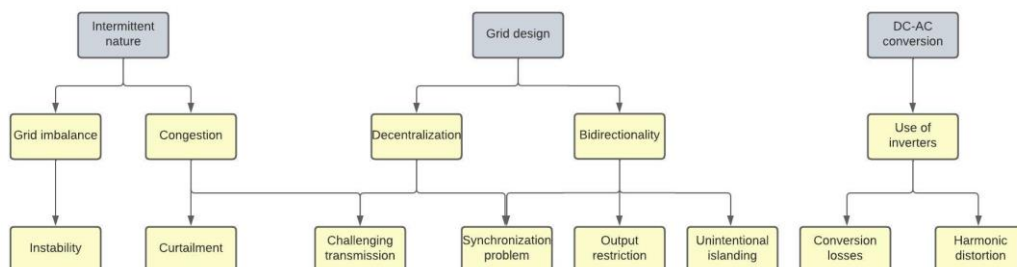 Intermittent
nature
Grid design
DC-AC
conversion
Grid imbalance
Congestion
Decentralization
Bidirectionality
Use of
inverters
Instability
Curtailment
Challenging
transmission
Synchronization
problem
Output
restriction
Unintentional
islanding
Conversion
losses
Harmonic
distortion